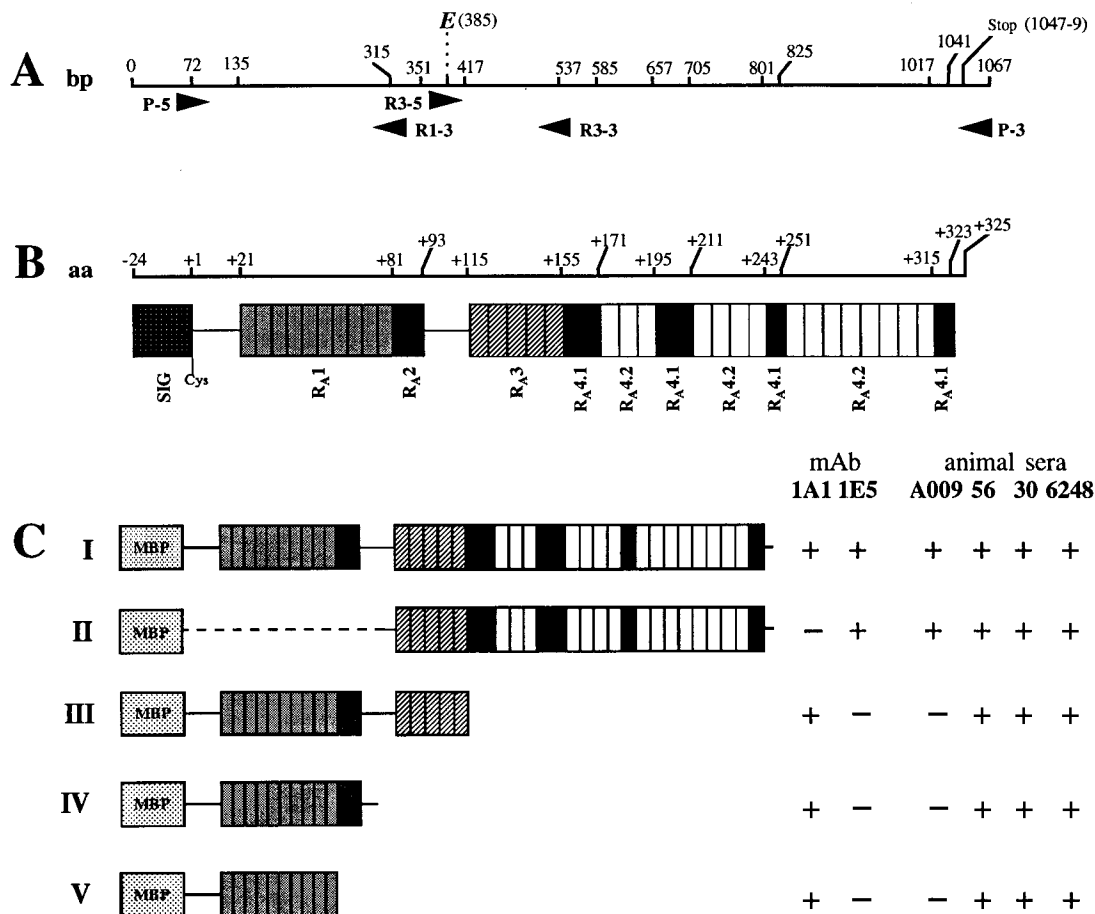 E (385)
Stop (1047-9)
A bp 0 72 135 315 351 417 537 585 657 705 801 825 1017 1041 1067
P-5 R3-5
R1-3 R3-3 P-3
B aa -24 +1 +21 +81 +93 +115 +155 +171 +195 +211 +243 +251 +315 +323 +325
SIG Cys RA1 RA2 RA3 RA4.1 RA4.2 RA4.1 RA4.2 RA4.1 RA4.2 RA4.1
mAb animal sera
1A1 1E5 A009 56 30 6248
C I MBP + + + + + +
II MBP − + + + + +
III MBP + − − + + +
IV MBP + − − + + +
V MBP + − − + + +